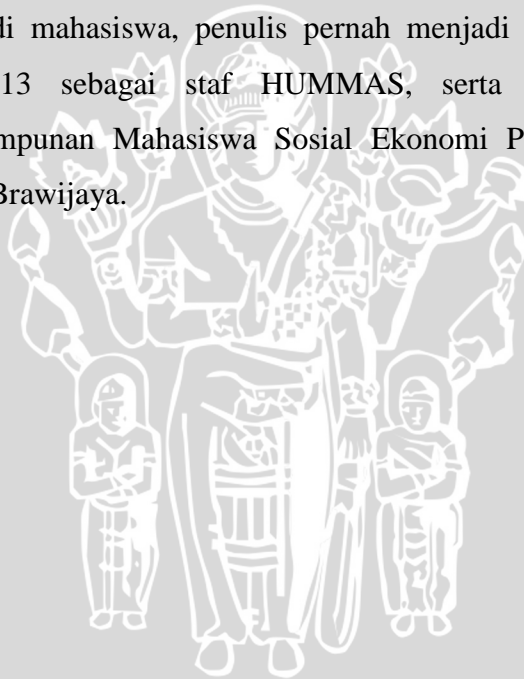 di mahasiswa, penulis pernah menjadi
13 sebagai staf HUMMAS, serta
mpunan Mahasiswa Sosial Ekonomi P
Brawijaya.